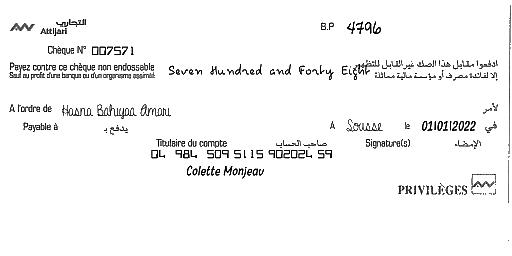 التجاري
Attijari
B.P 4796
Chèque N° 007571
Payez contre ce chèque non endossable
Sauf au profit d'une banque ou d'un organisme assimilé
Seven Hundred and Forty Eight
ادفعوا مقابل هذا الصك غير القابل للتظهير
إلا لفائدة مصرف أو مؤسسة مالية مماثلة
A l'ordre de Hasna Bahiyaa Amari لأمر
Payable à يدفع بـ A Sousse le 01/01/2022 في
Titulaire du compte صاحب الحساب Signature(s) الإمضاء
04 984 509 5115 902024 59
Colette Monjeau
PRIVILÈGES